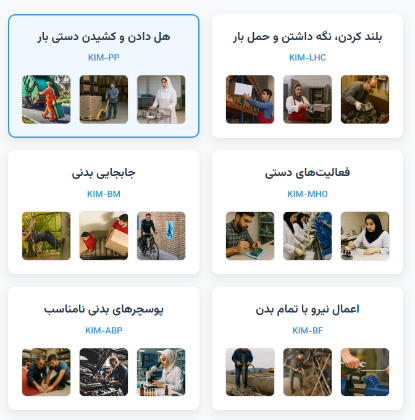 بلند کردن، نگه داشتن و حمل بار
KIM-LHC
هل دادن و کشیدن دستی بار
KIM-PP
فعالیت‌های دستی
KIM-MHO
جابجایی بدنی
KIM-BM
اعمال نیرو با تمام بدن
KIM-BF
پوسچرهای بدنی نامناسب
KIM-ABP